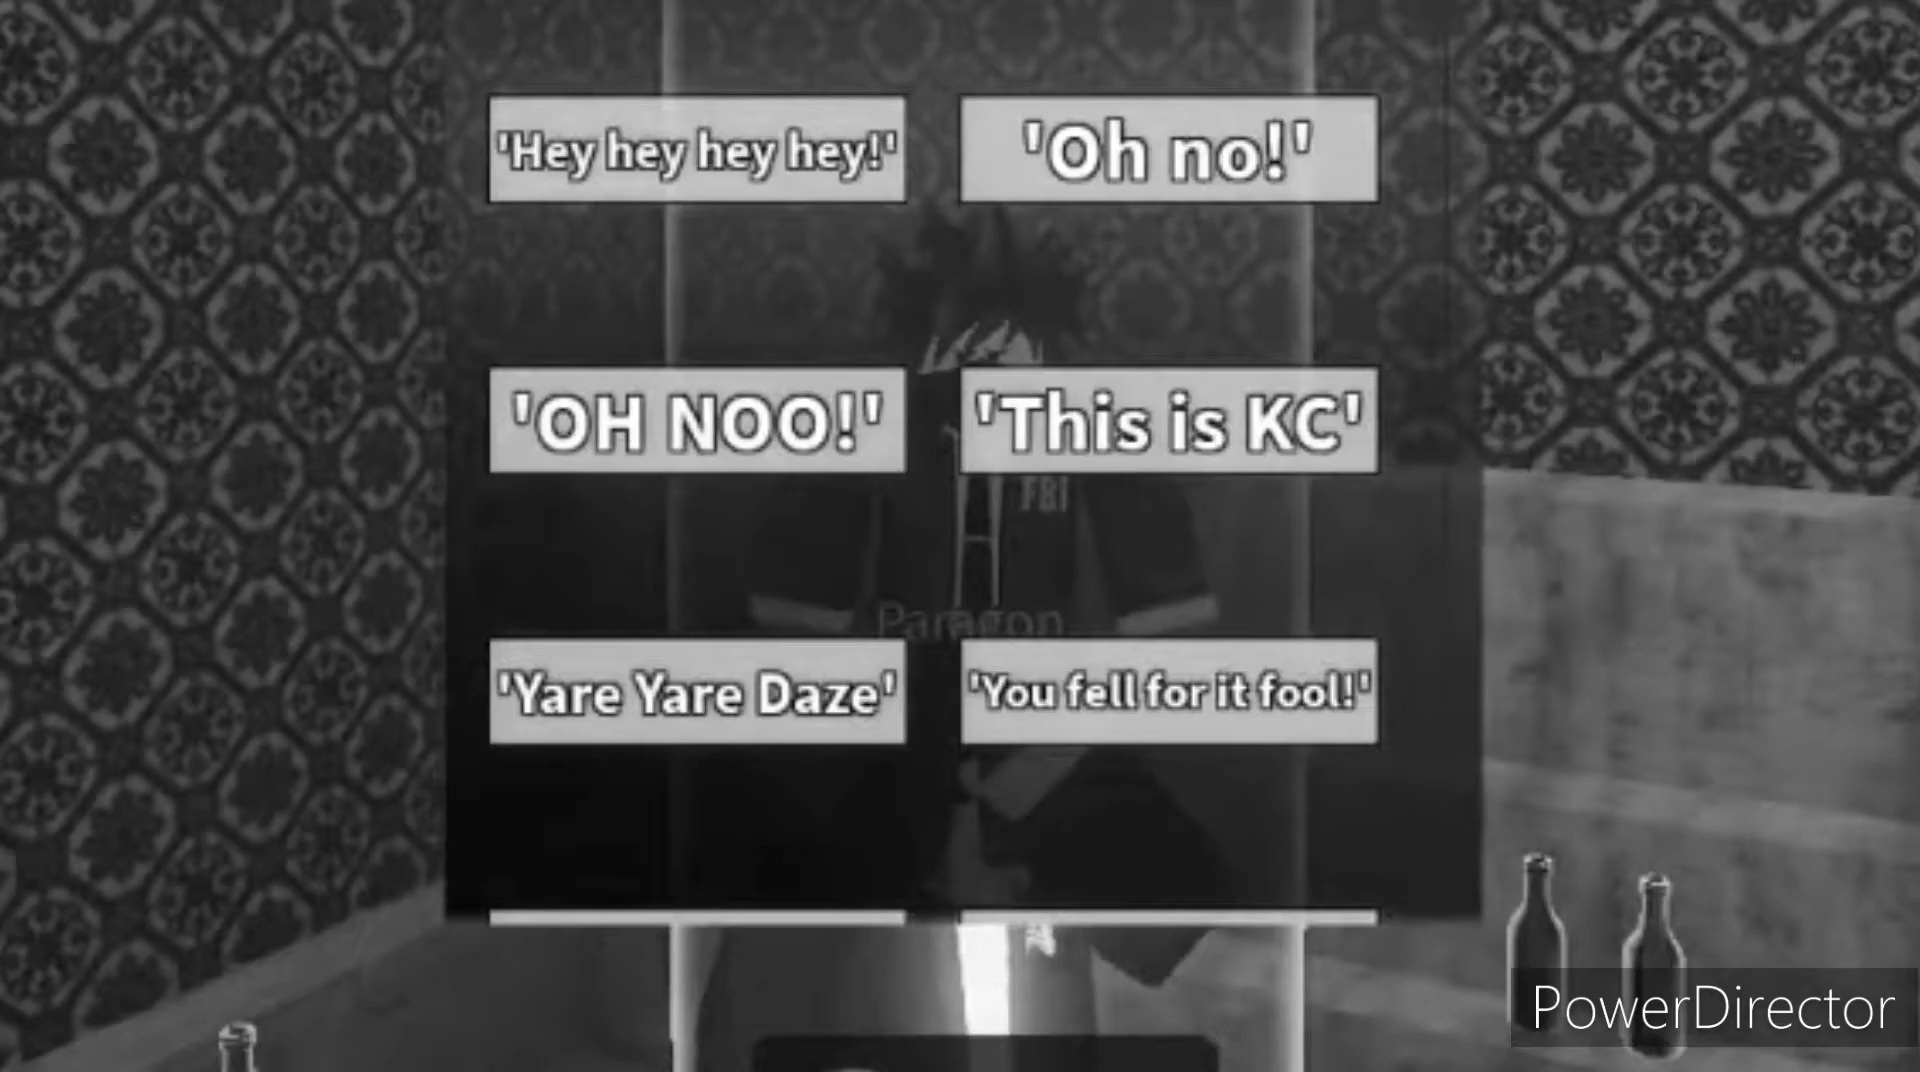 'Hey hey hey hey!'
'Oh no!'
'OH NOO!'
'This is KC'
FBI
Paragon
'Yare Yare Daze'
'You fell for it fool!'
PowerDirector